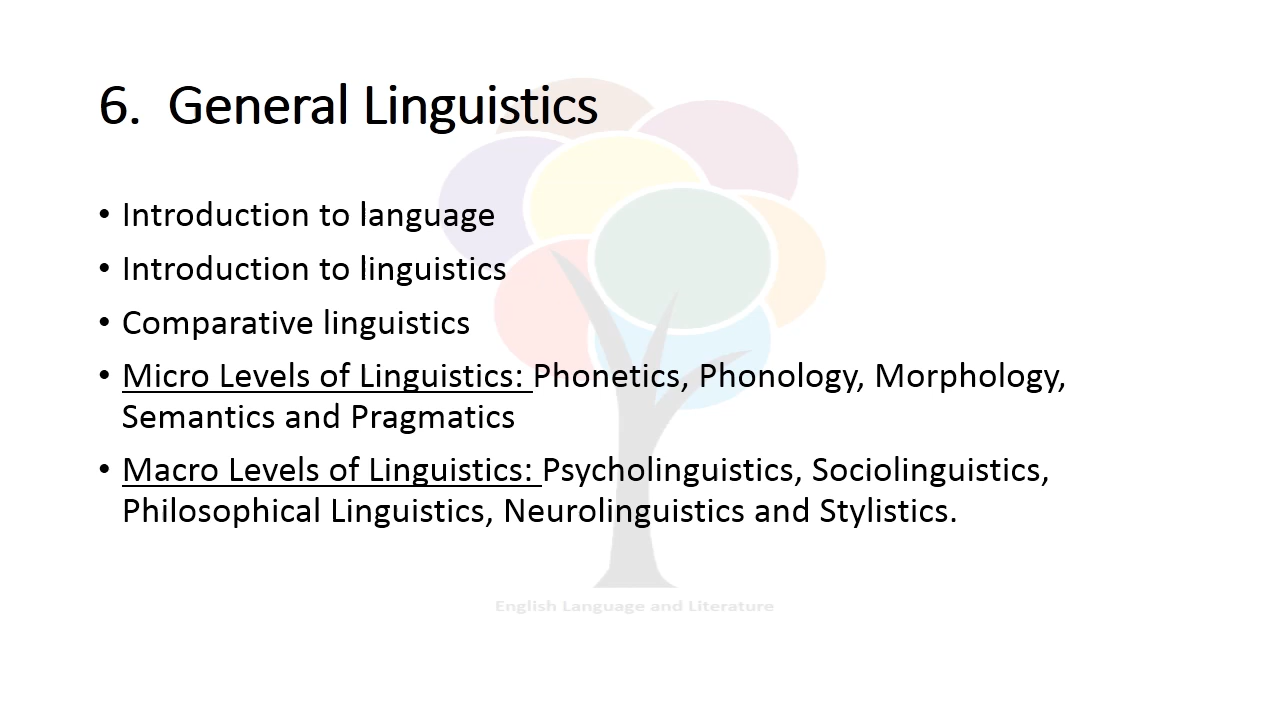 6. General Linguistics
• Introduction to language
• Introduction to linguistics
• Comparative linguistics
• Micro Levels of Linguistics: Phonetics, Phonology, Morphology,
Semantics and Pragmatics
• Macro Levels of Linguistics: Psycholinguistics, Sociolinguistics,
Philosophical Linguistics, Neurolinguistics and Stylistics.
English Language and Literature